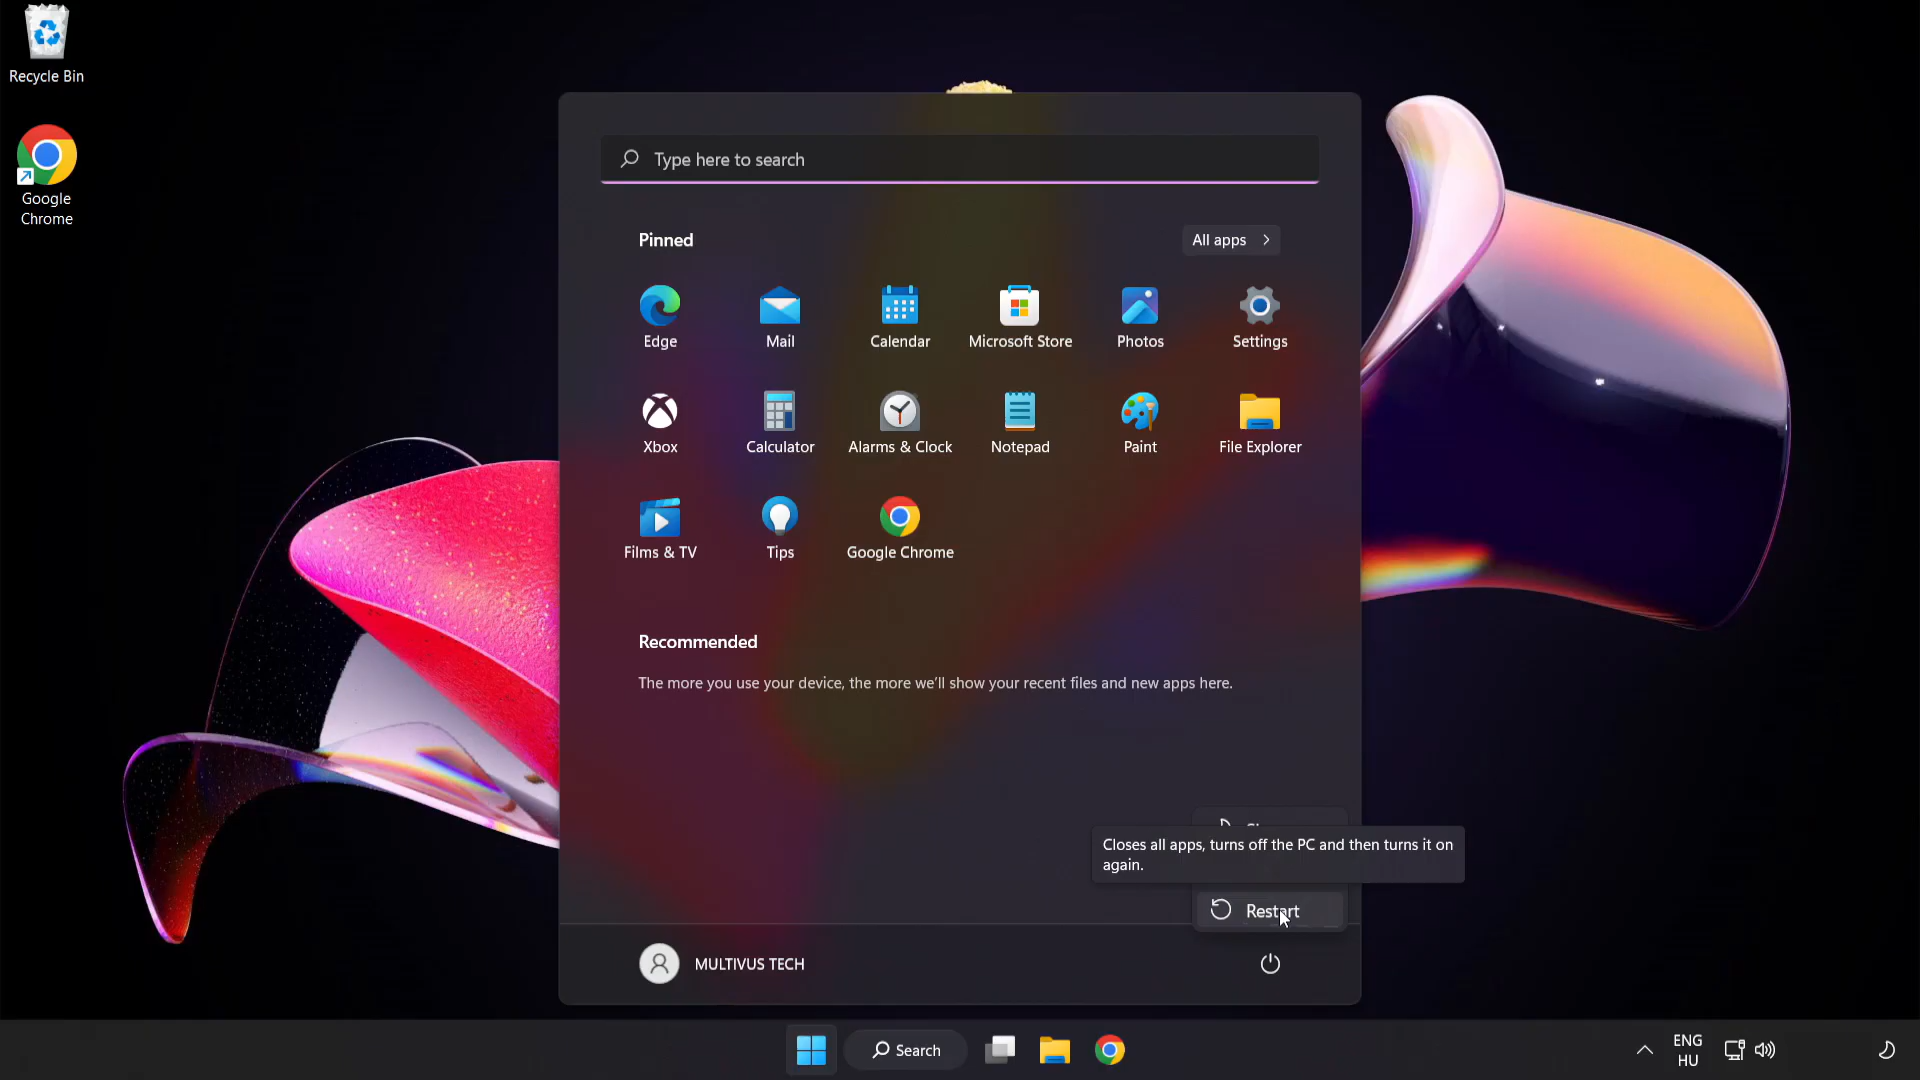 Recycle Bin
Google
Chrome
Type here to search
Pinned
All apps
Edge
Mail
Calendar
Microsoft Store
Photos
Settings
Xbox
Calculator
Alarms & Clock
Notepad
Paint
File Explorer
Films & TV
Tips
Google Chrome
Recommended
The more you use your device, the more we'll show your recent files and new apps here.
Closes all apps, turns off the PC and then turns it on
again.
Restart
MULTIVUS TECH
Search
ENG
HU